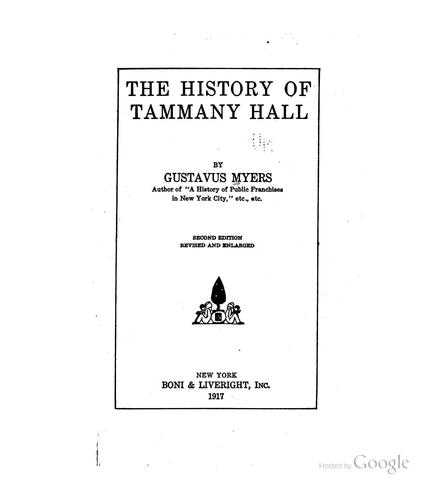 THE HISTORY OF
TAMMANY HALL
BY
GUSTAVUS MYERS
Author of "A History of Public Franchises
in New York City," etc., etc.
SECOND EDITION
REVISED AND ENLARGED
NEW YORK
BONI & LIVERIGHT, INC.
1917
Hosted by Google